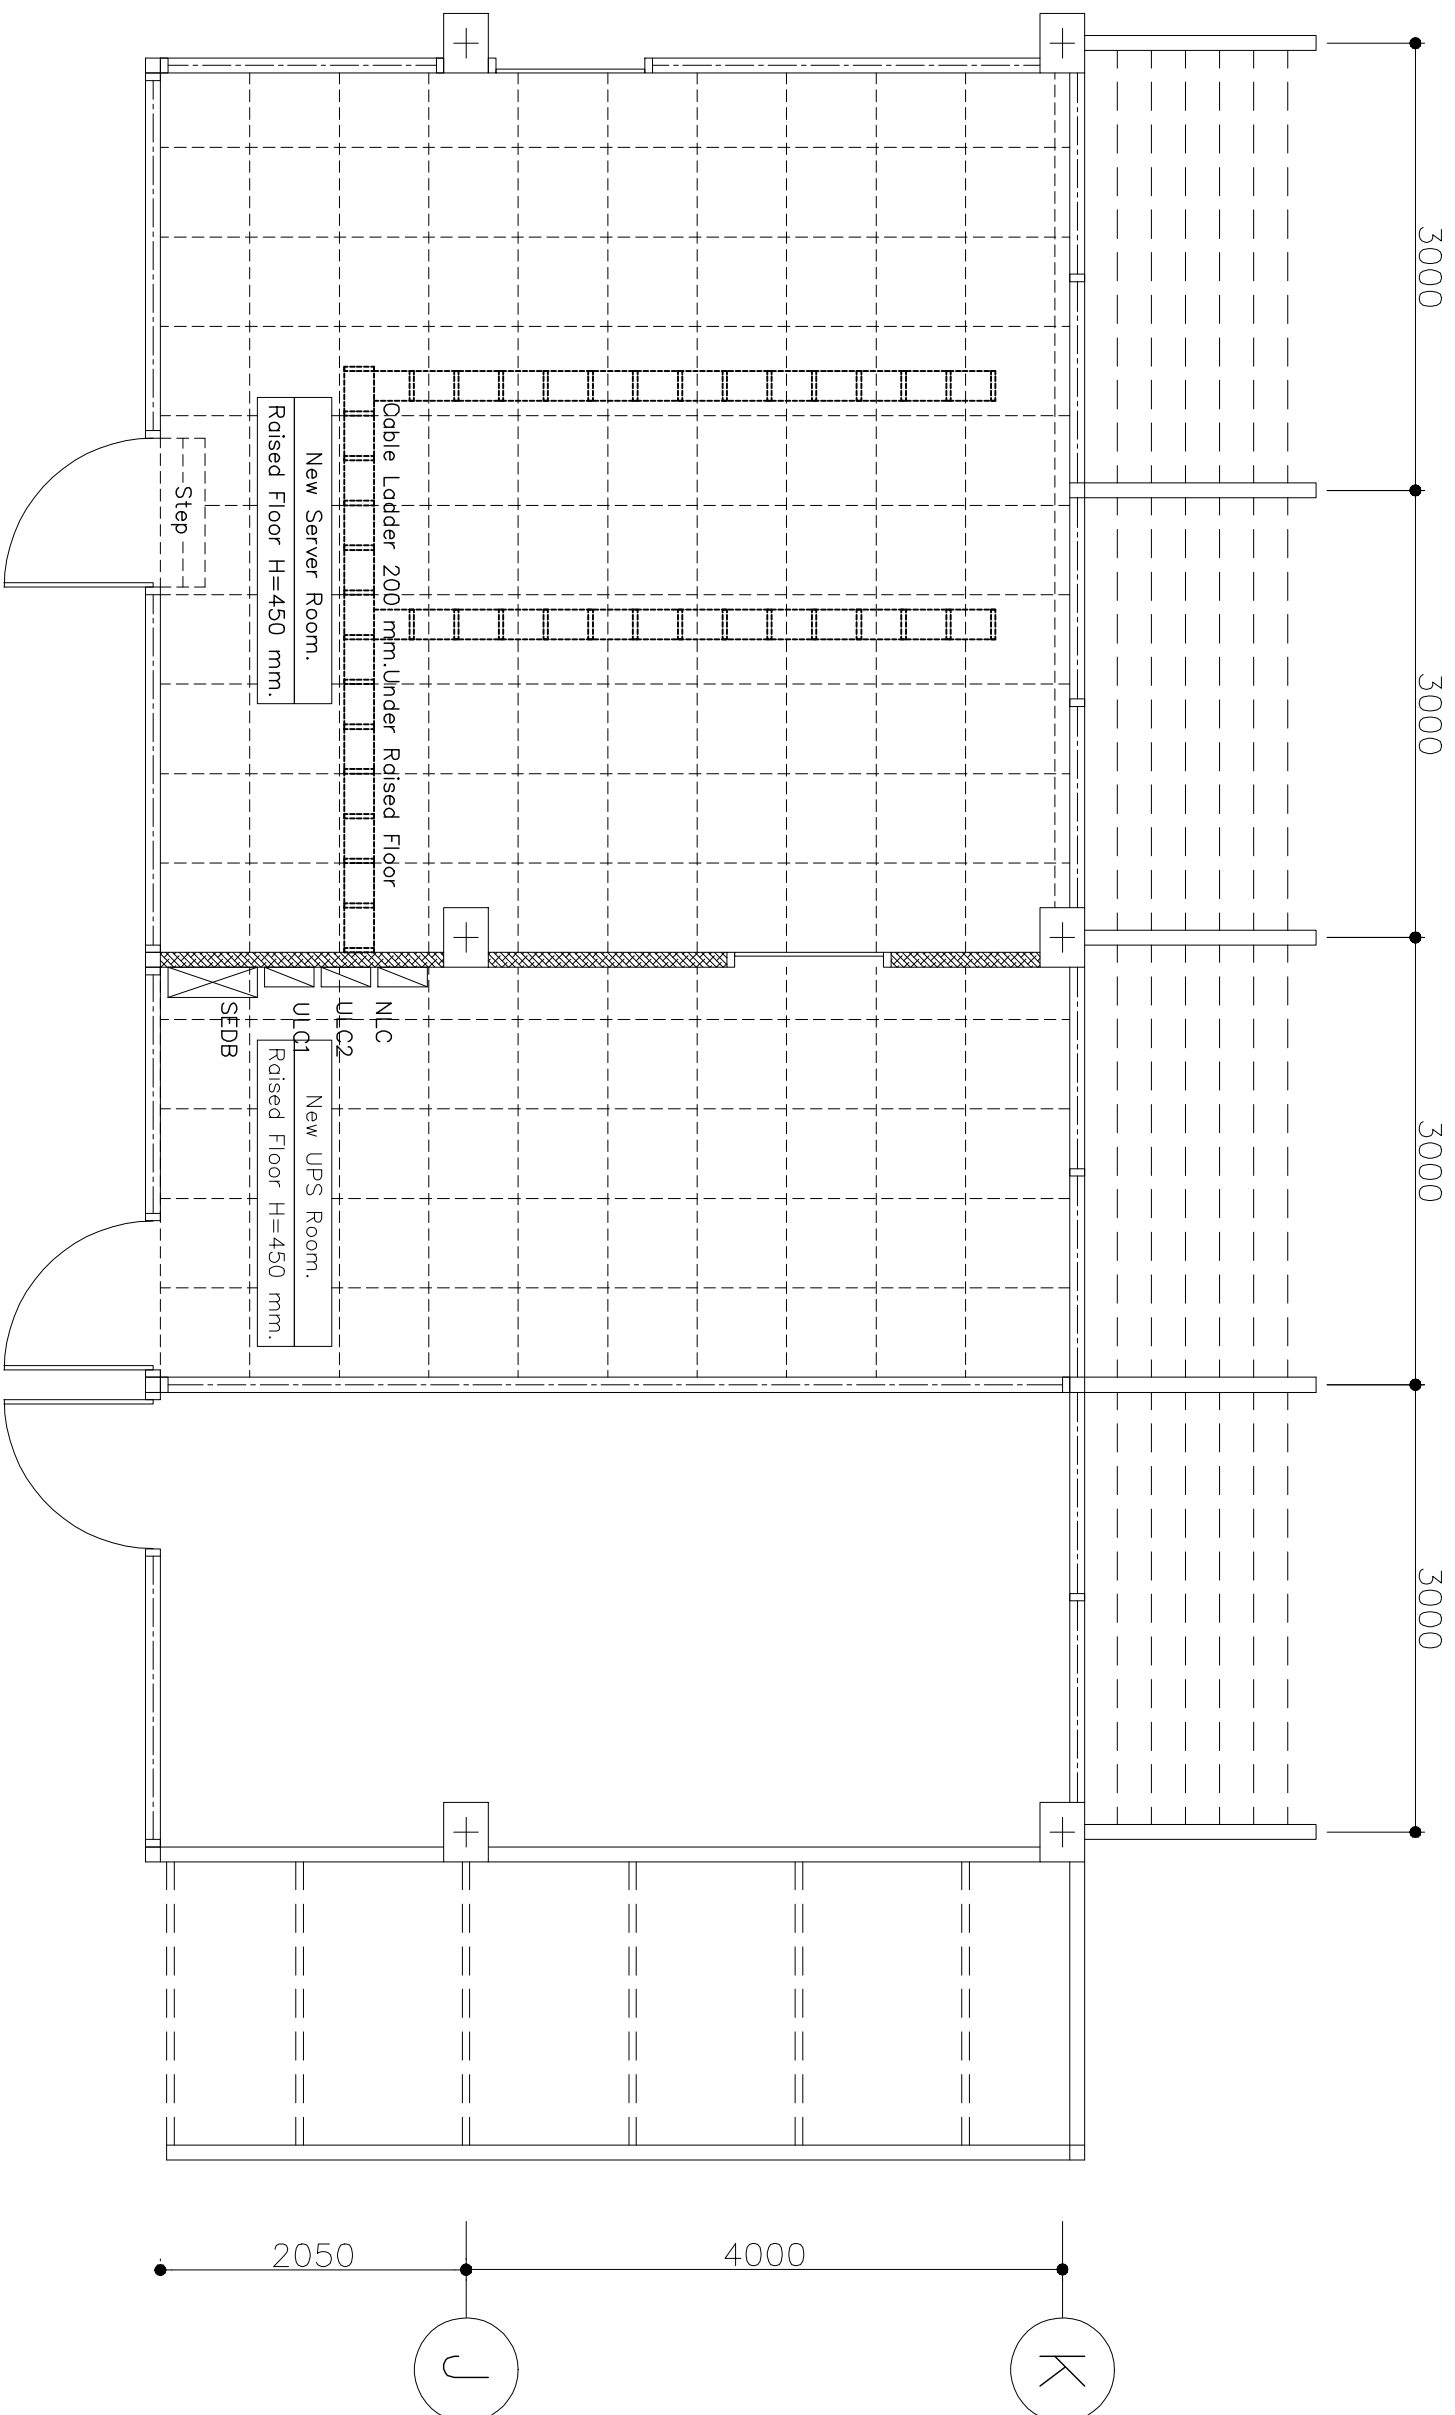 3000
3000
3000
3000
Cable Ladder 200 mm.Under Raised Floor
New Server Room.
Raised Floor H=450 mm.
Step
NLC
ULC2
ULC1
SEDB
New UPS Room.
Raised Floor H=450 mm.
2050
4000
J
K